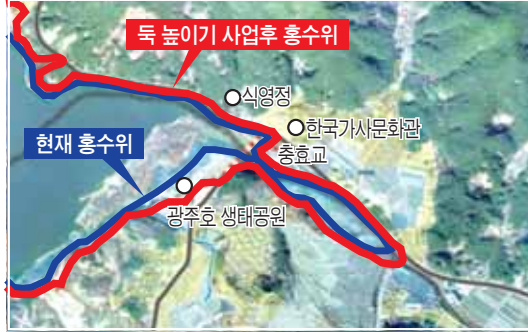 둑 높이기 사업후 홍수위
식영정
한국가사문화관
충효교
현재 홍수위
광주호 생태공원